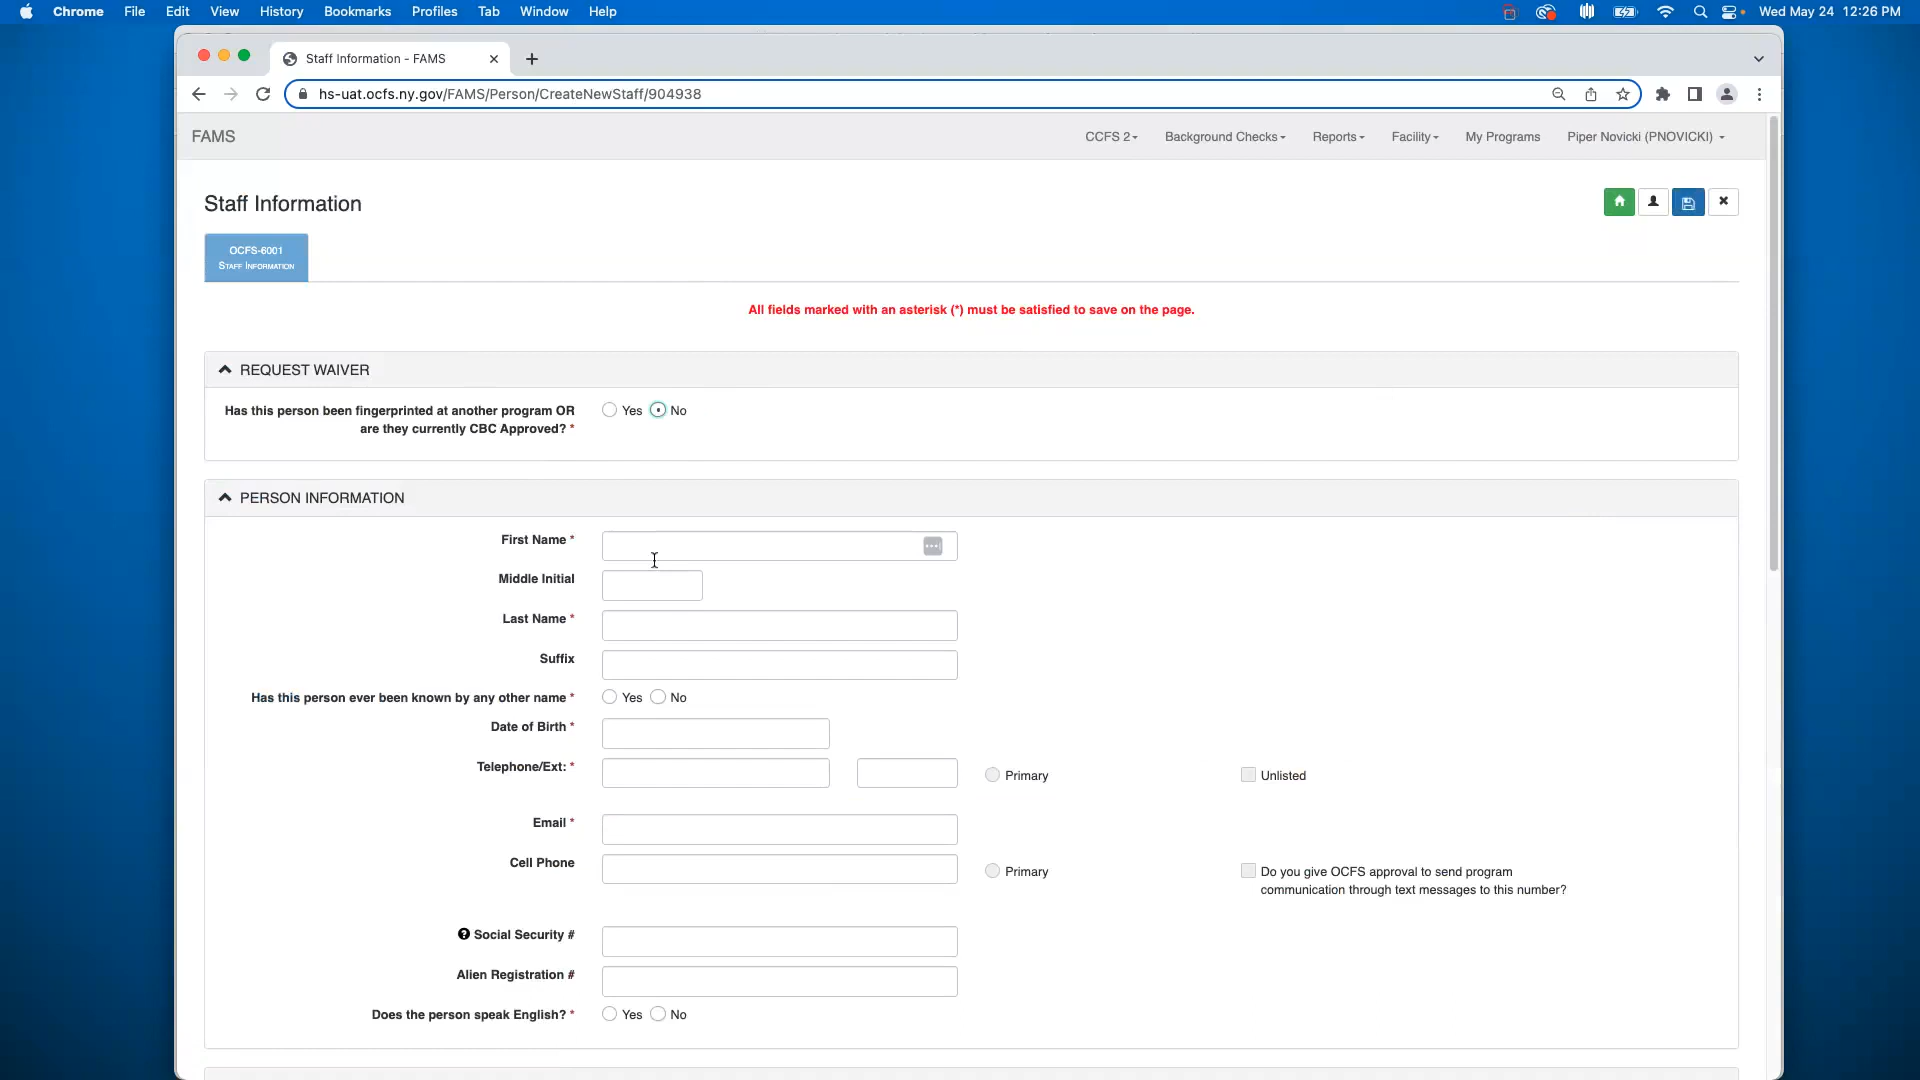 Chrome File Edit View History Bookmarks Profiles Tab Window Help Wed May 24 12:26 PM
Staff Information - FAMS
hs-uat.ocfs.ny.gov/FAMS/Person/CreateNewStaff/904938
FAMS CCFS 2 Background Checks Reports Facility My Programs Piper Novicki (PNOVICKI)
Staff Information
OCFS-6001
Staff Information
All fields marked with an asterisk (*) must be satisfied to save on the page.
REQUEST WAIVER
Has this person been fingerprinted at another program OR
are they currently CBC Approved? *
Yes No
PERSON INFORMATION
First Name *
Middle Initial
Last Name *
Suffix
Has this person ever been known by any other name * Yes No
Date of Birth *
Telephone/Ext: * Primary Unlisted
Email *
Cell Phone Primary Do you give OCFS approval to send program
communication through text messages to this number?
Social Security #
Alien Registration #
Does the person speak English? * Yes No